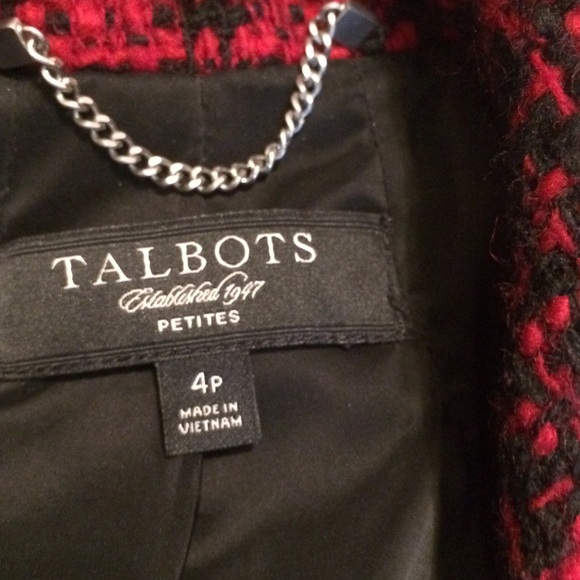 TALBOTS
Established 1947
PETITES
4P
MADE IN
VIETNAM